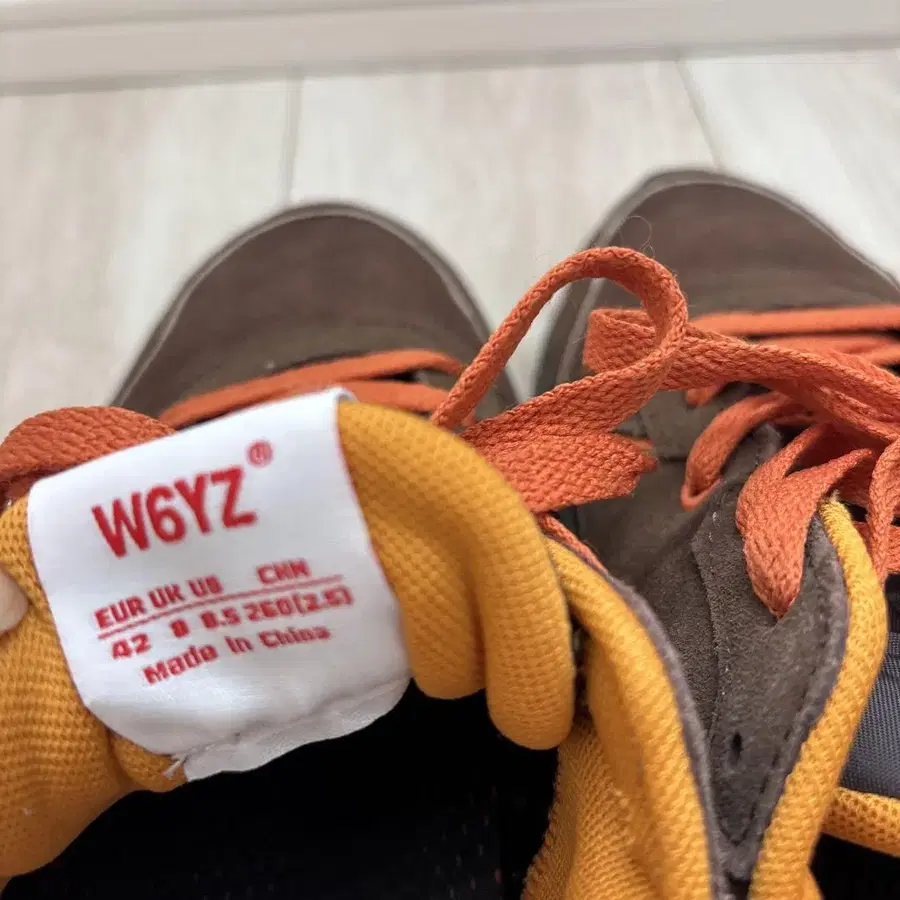 W6YZ®
EUR UK US CHN
42 8 8.5 260(2.5)
Made In China